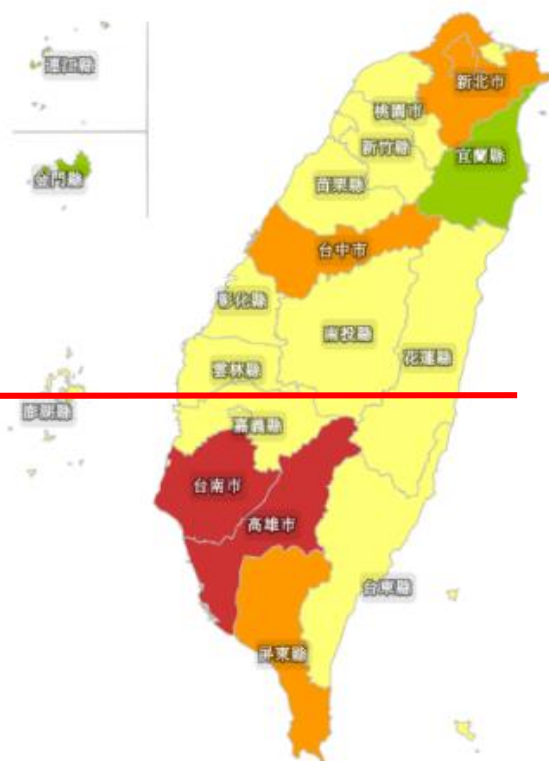 連江縣
新北市
桃園市
新竹縣
宜蘭縣
金門縣
苗栗縣
台中市
彰化縣
南投縣
花蓮縣
雲林縣
澎湖縣
嘉義縣
台南市
高雄市
台東縣
屏東縣